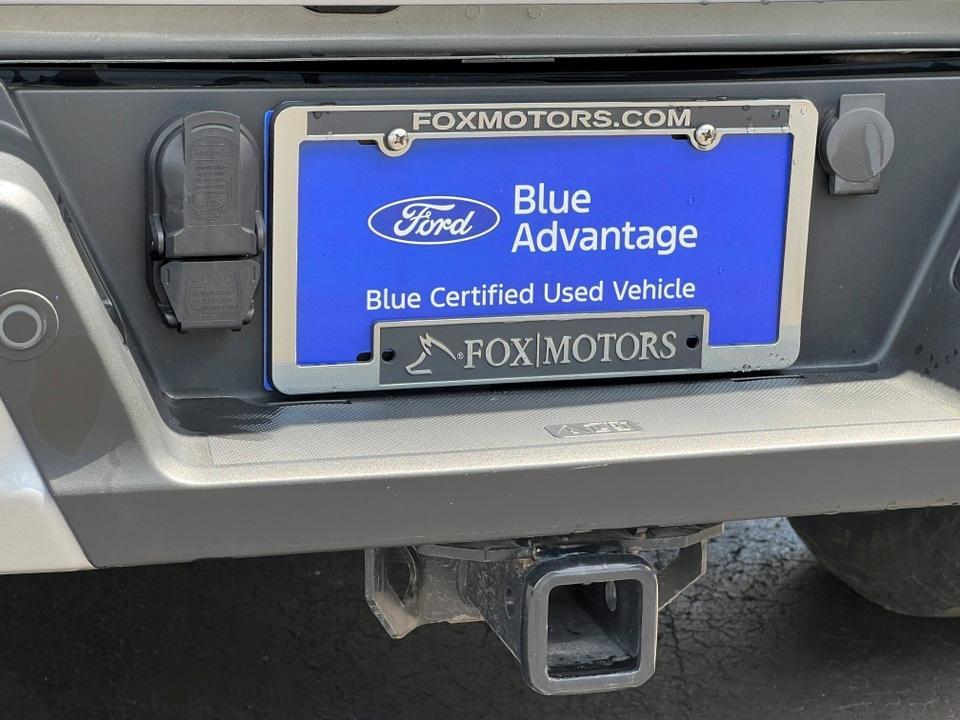 FOXMOTORS.COM
Ford
Blue
Advantage
Blue Certified Used Vehicle
FOX|MOTORS